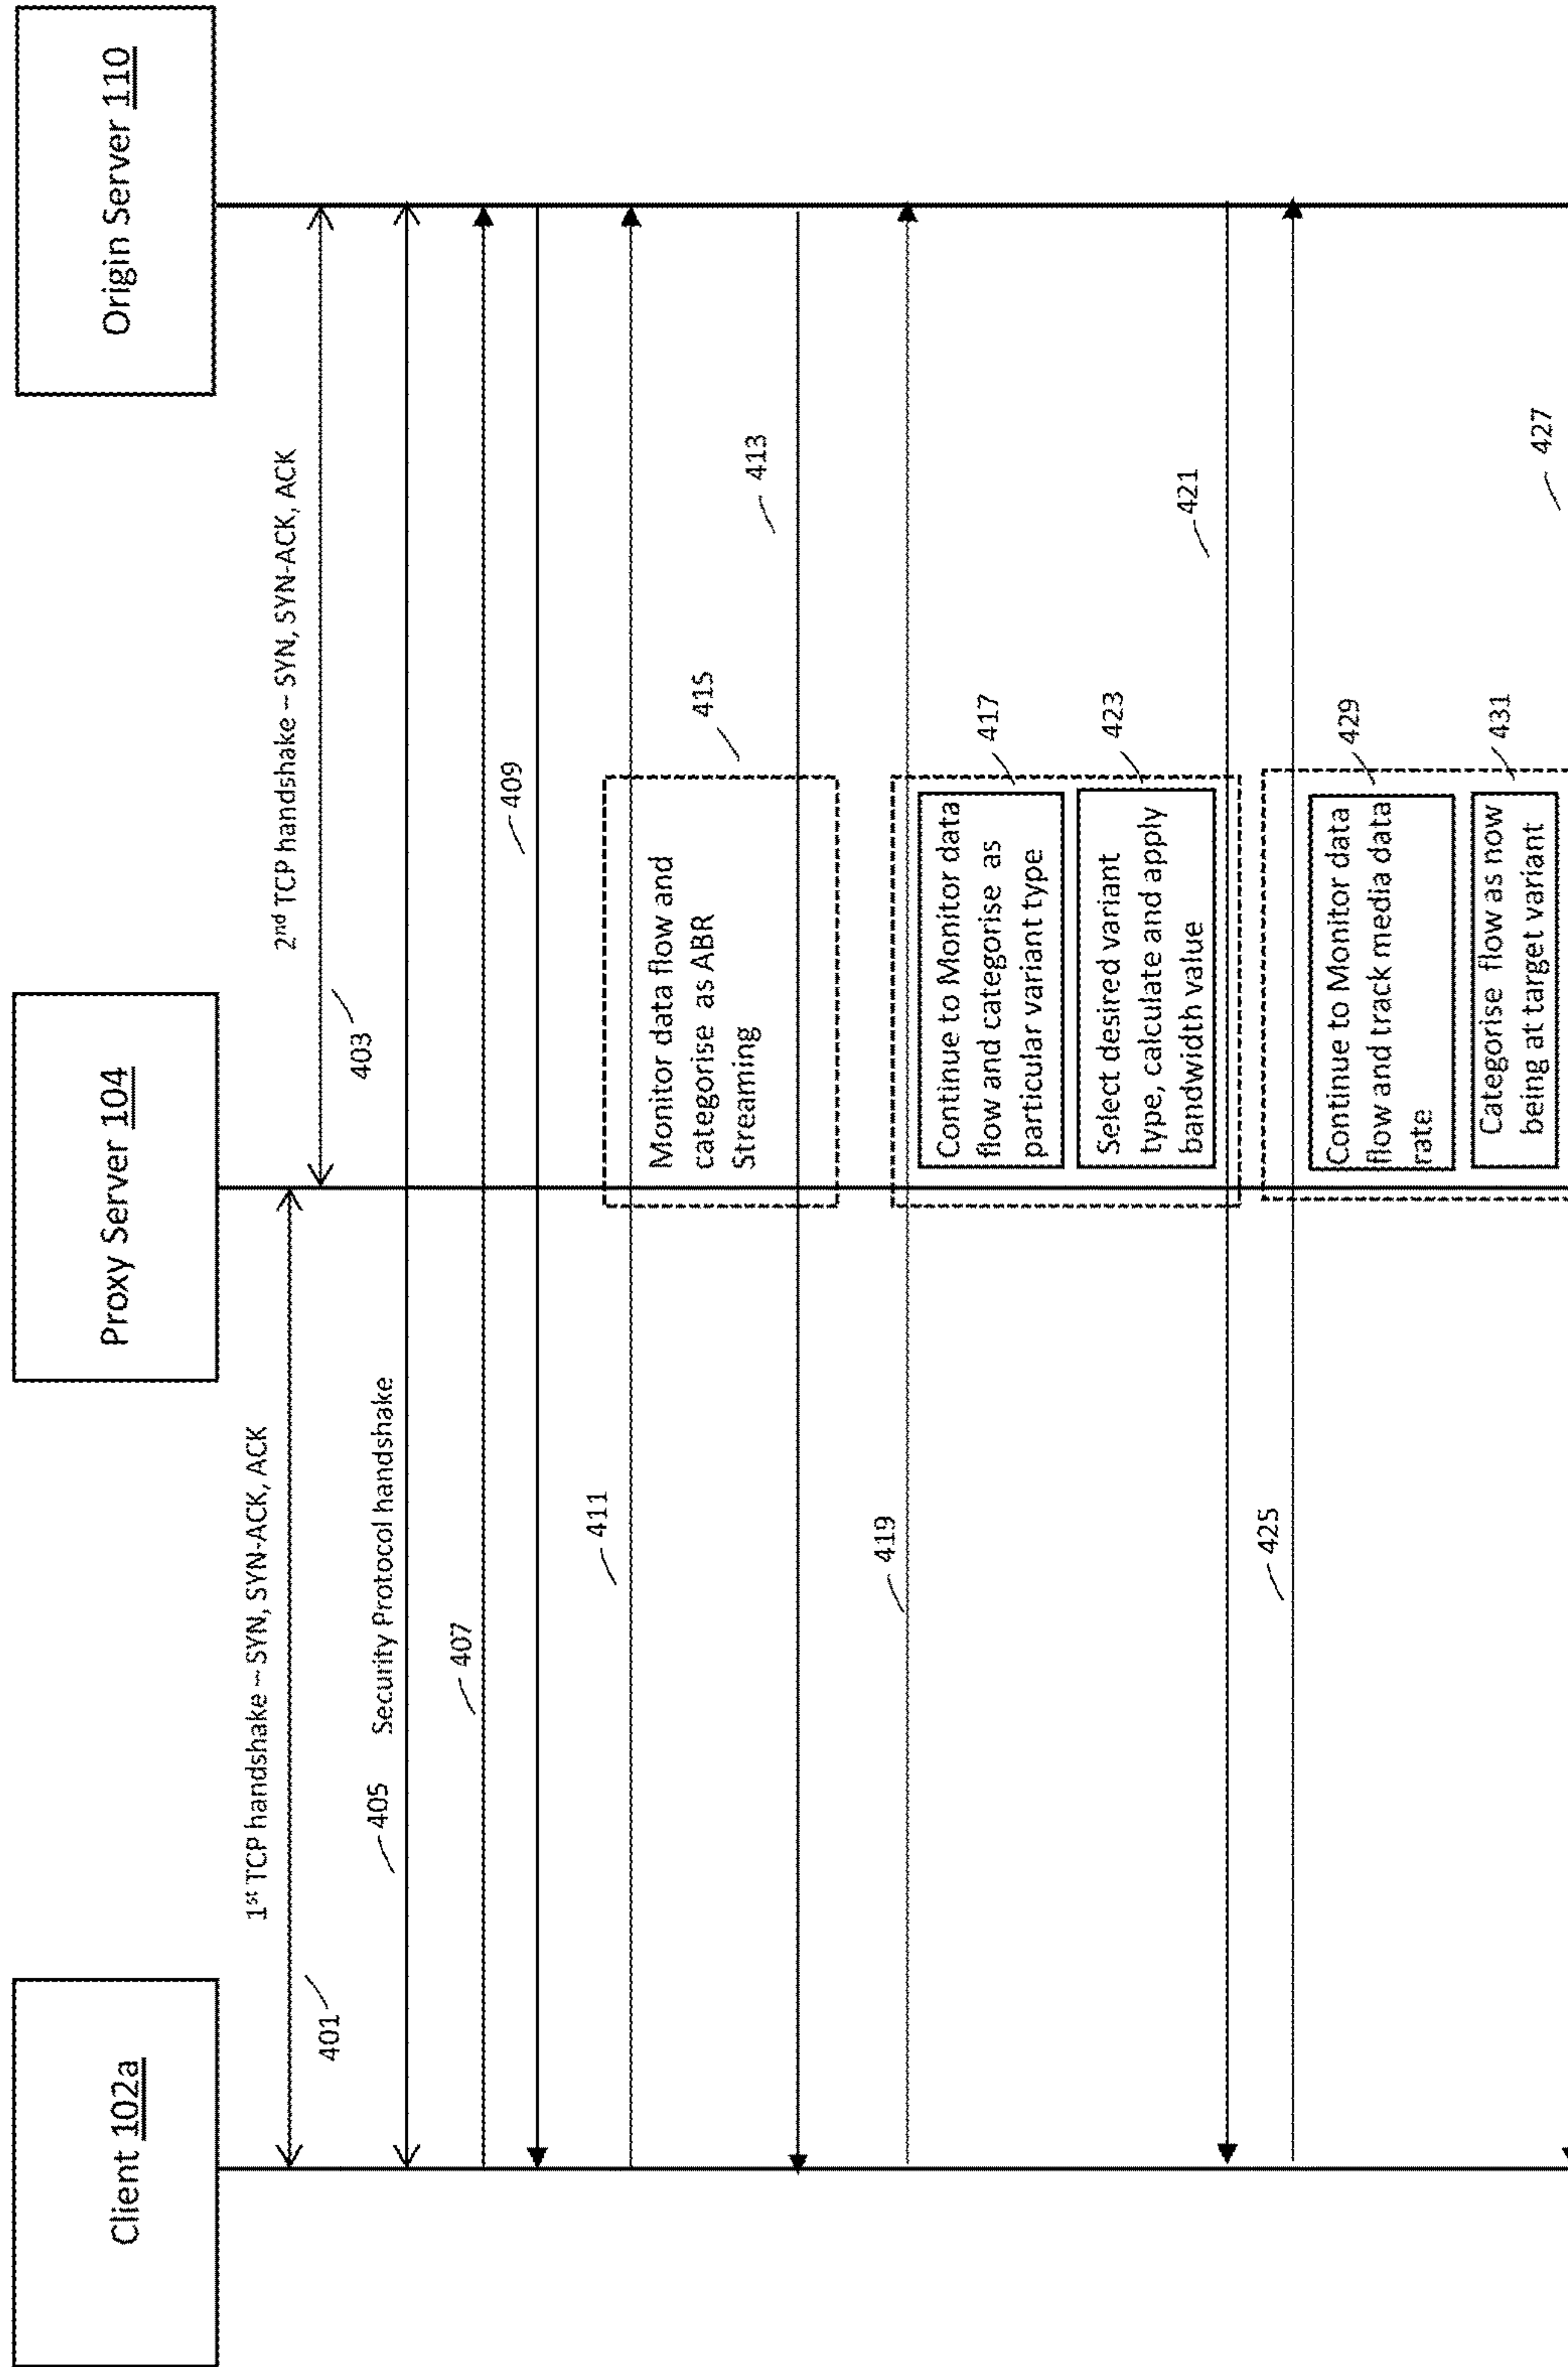 Client 102a
Proxy Server 104
Origin Server 110
1st TCP handshake – SYN, SYN-ACK, ACK
401
2nd TCP handshake – SYN, SYN-ACK, ACK
403
405
Security Protocol handshake
407
409
411
Monitor data flow and
categorise as ABR
Streaming
415
413
419
Continue to Monitor data
flow and categorise as
particular variant type
417
Select desired variant
type, calculate and apply
bandwidth value
423
421
425
Continue to Monitor data
flow and track media data
rate
429
Categorise flow as now
being at target variant
431
427